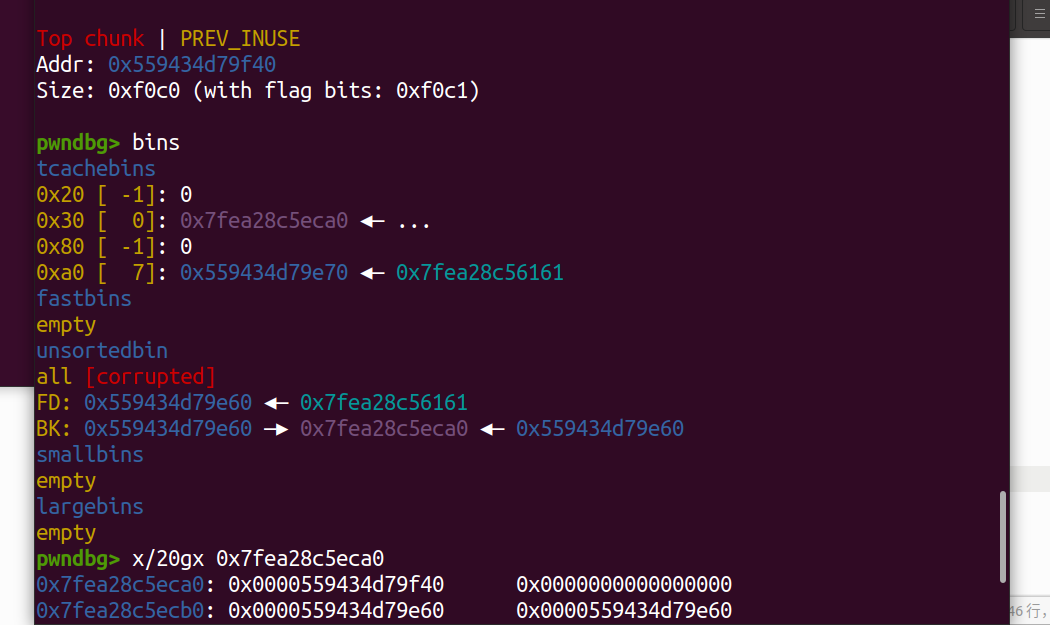 Top chunk | PREV_INUSE
Addr: 0x559434d79f40
Size: 0xf0c0 (with flag bits: 0xf0c1)
pwndbg> bins
tcachebins
0x20 [ -1]: 0
0x30 [  0]: 0x7fea28c5eca0 ◂— ...
0x80 [ -1]: 0
0xa0 [  7]: 0x559434d79e70 ◂— 0x7fea28c56161
fastbins
empty
unsortedbin
all [corrupted]
FD: 0x559434d79e60 ◂— 0x7fea28c56161
BK: 0x559434d79e60 —▸ 0x7fea28c5eca0 ◂— 0x559434d79e60
smallbins
empty
largebins
empty
pwndbg> x/20gx 0x7fea28c5eca0
0x7fea28c5eca0: 0x0000559434d79f40 0x0000000000000000
0x7fea28c5ecb0: 0x0000559434d79e60 0x0000559434d79e60
46 行,